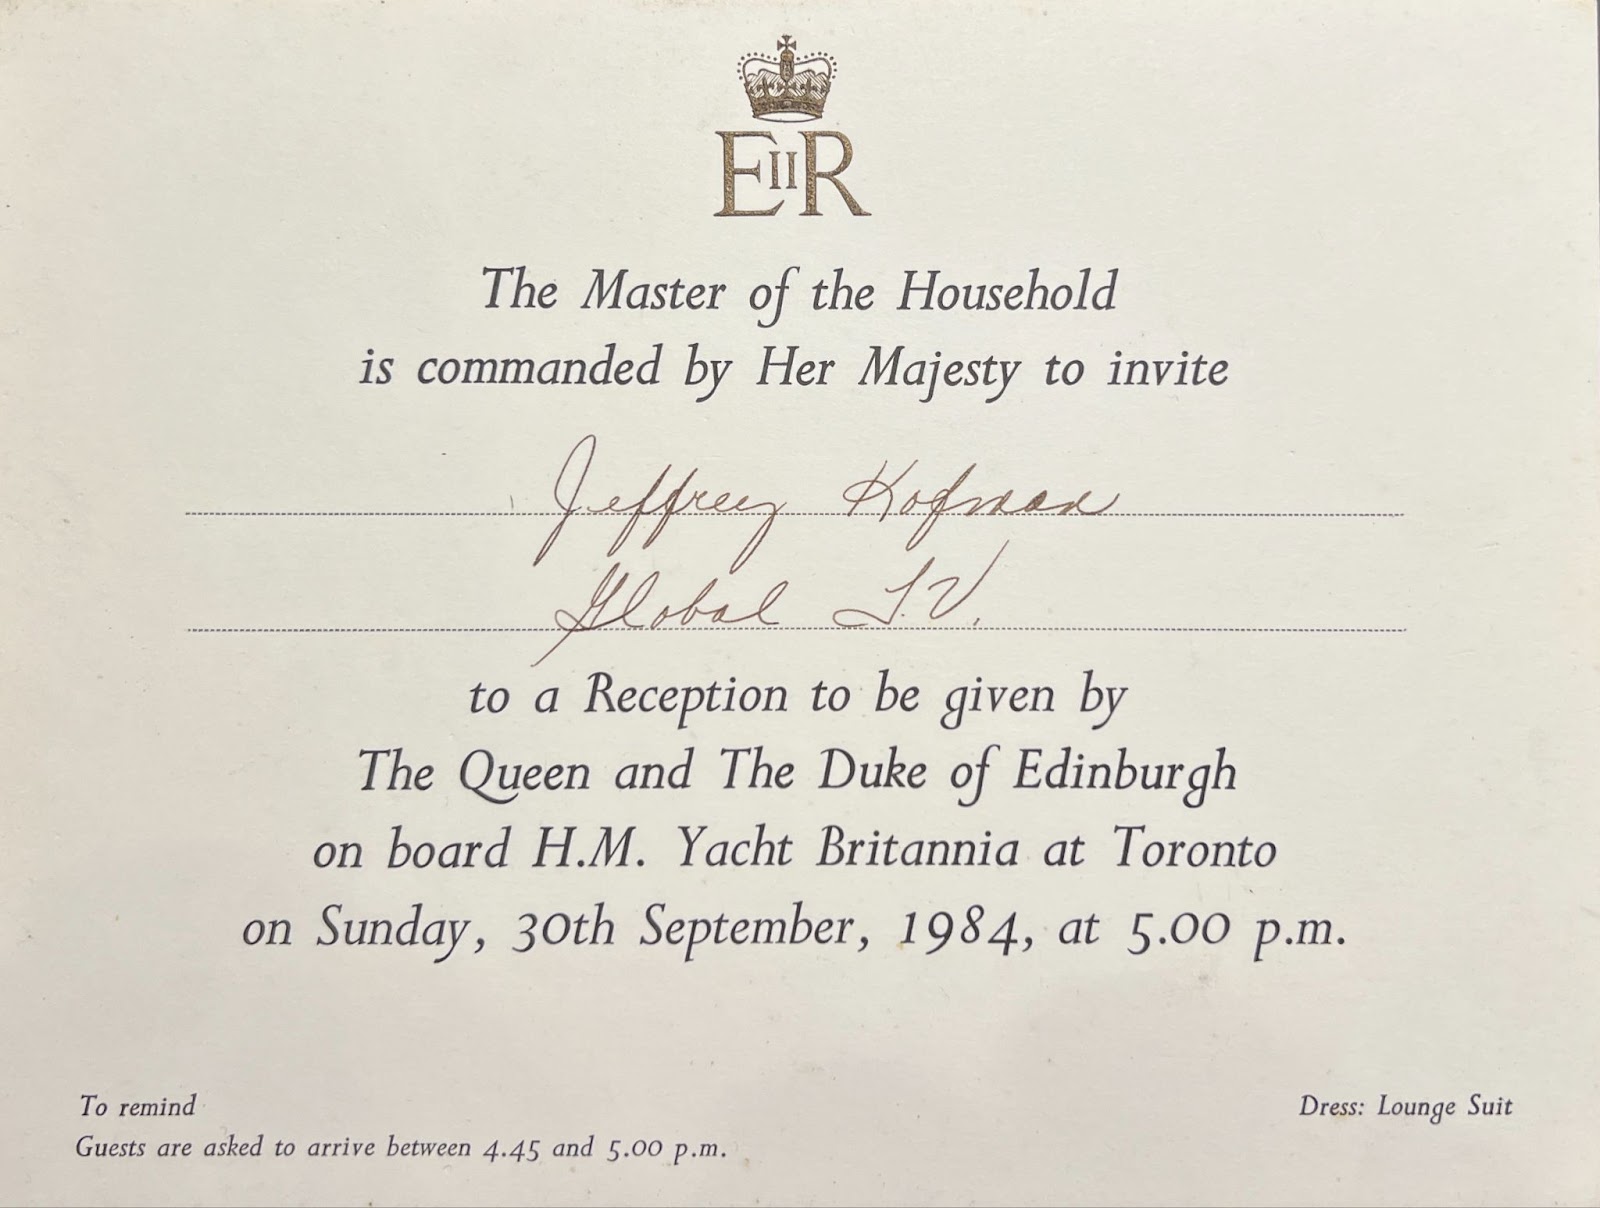 EIIR
The Master of the Household
is commanded by Her Majesty to invite
Jeffrey Kofman
Global T.V.
to a Reception to be given by
The Queen and The Duke of Edinburgh
on board H.M. Yacht Britannia at Toronto
on Sunday, 30th September, 1984, at 5.00 p.m.
To remind
Guests are asked to arrive between 4.45 and 5.00 p.m.
Dress: Lounge Suit